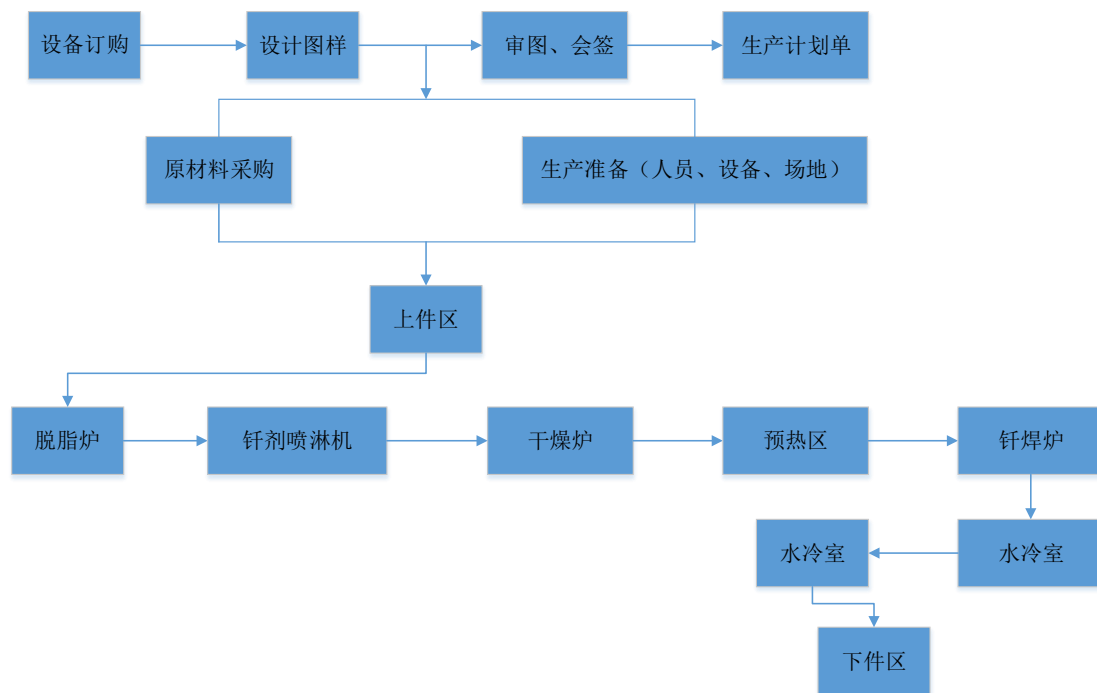 设备订购
设计图样
审图、会签
生产计划单
原材料采购
生产准备（人员、设备、场地）
上件区
脱脂炉
钎剂喷淋机
干燥炉
预热区
钎焊炉
水冷室
水冷室
下件区